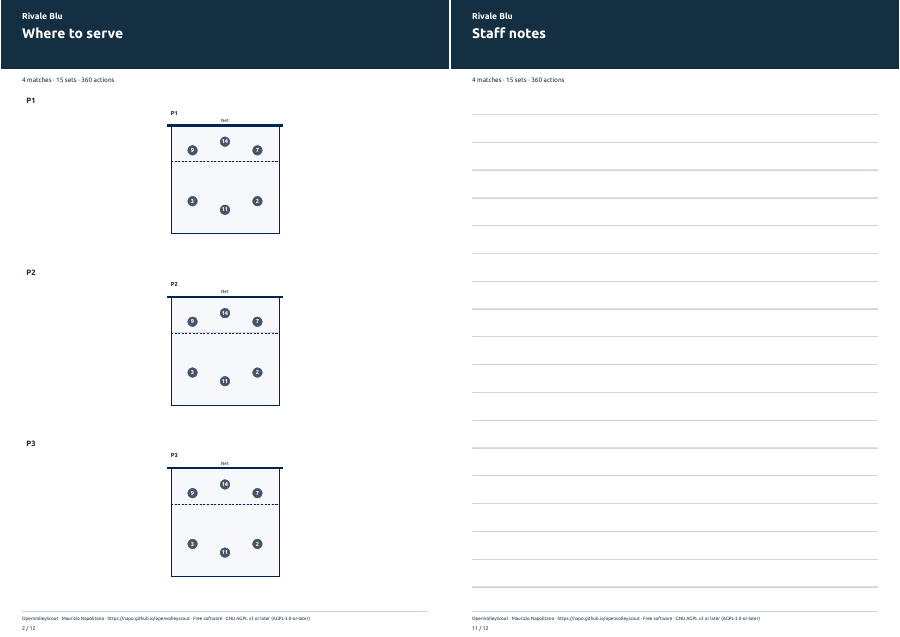 Rivale Blu
Where to serve
4 matches · 15 sets · 360 actions
P1
P1
Net
14
9
7
3
2
11
P2
P2
Net
14
9
7
3
2
11
P3
P3
Net
14
9
7
3
2
11
OpenVolleyScout · Maurizio Napolitano · https://napo.github.io/openvolleyscout · Free software · GNU AGPL v3 or later (AGPL-3.0-or-later)
2 / 12
Rivale Blu
Staff notes
4 matches · 15 sets · 360 actions
OpenVolleyScout · Maurizio Napolitano · https://napo.github.io/openvolleyscout · Free software · GNU AGPL v3 or later (AGPL-3.0-or-later)
11 / 12